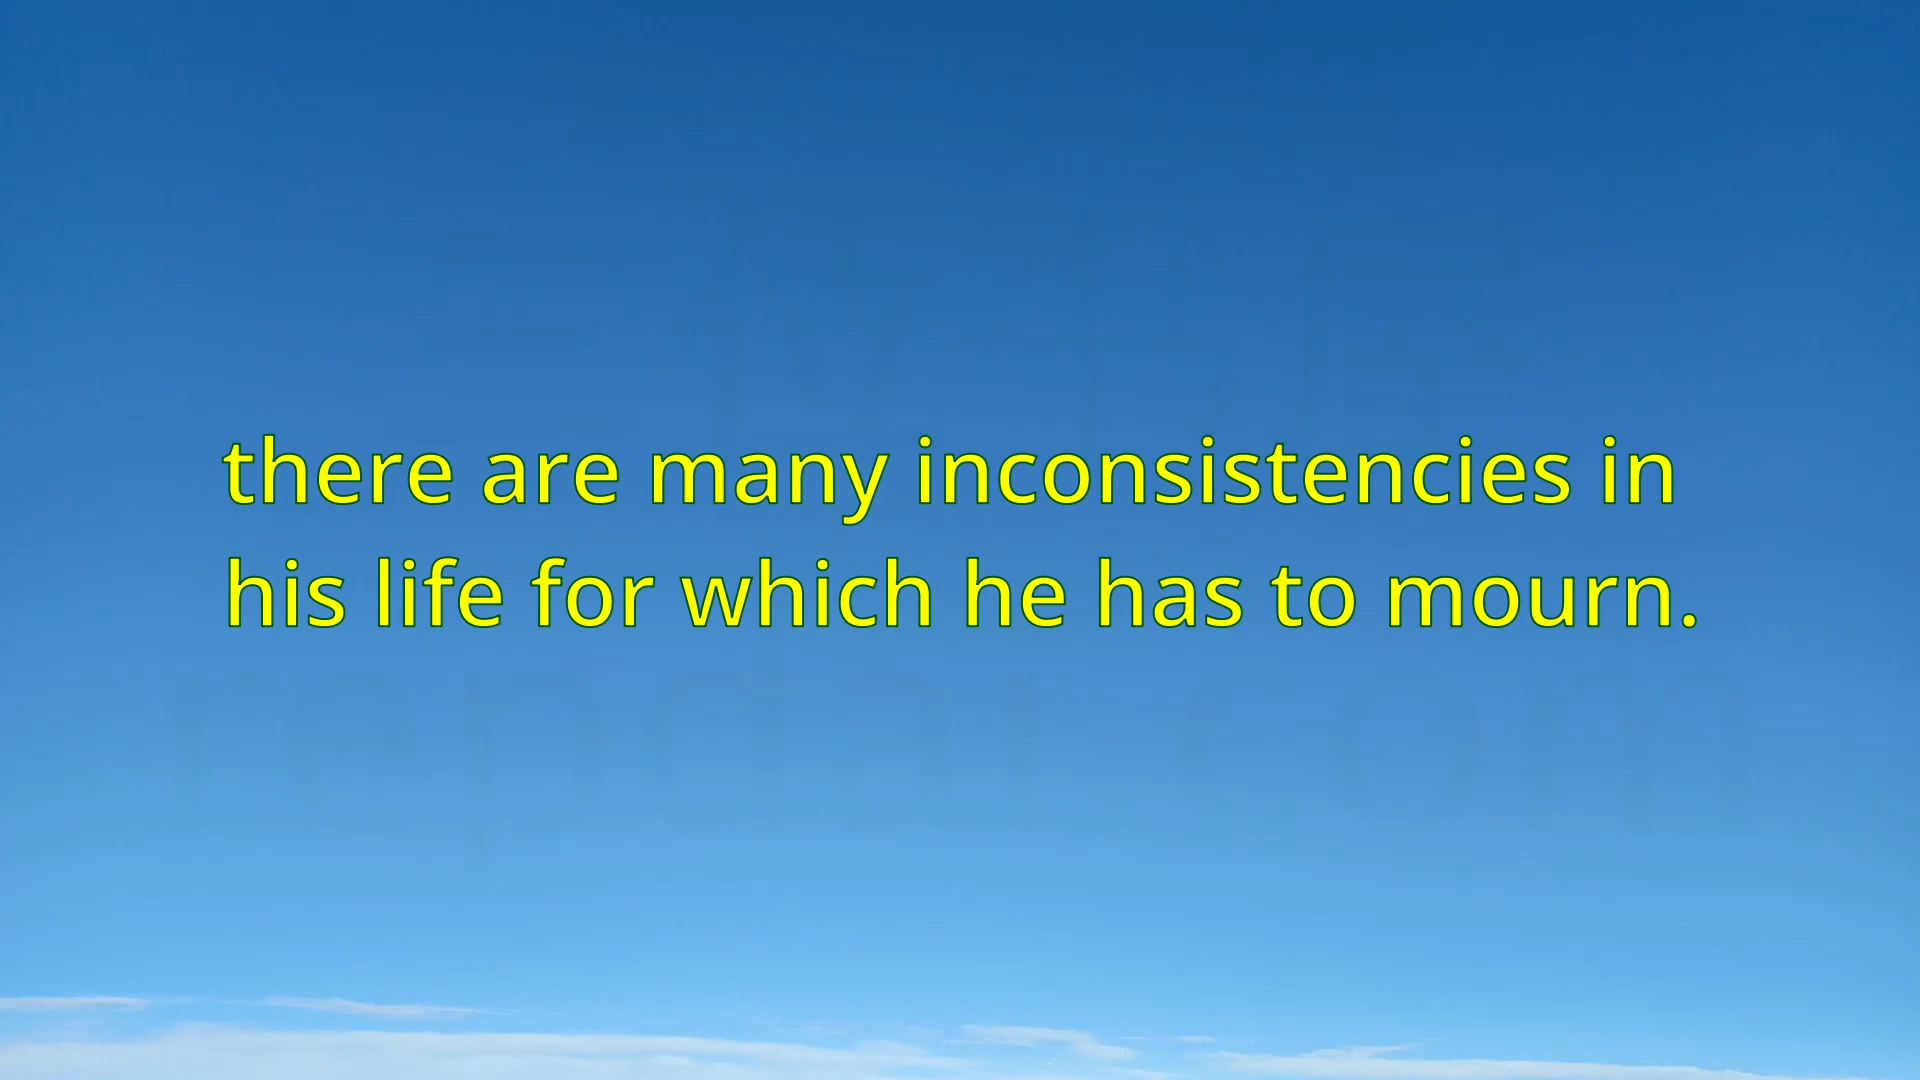 there are many inconsistencies in
his life for which he has to mourn.